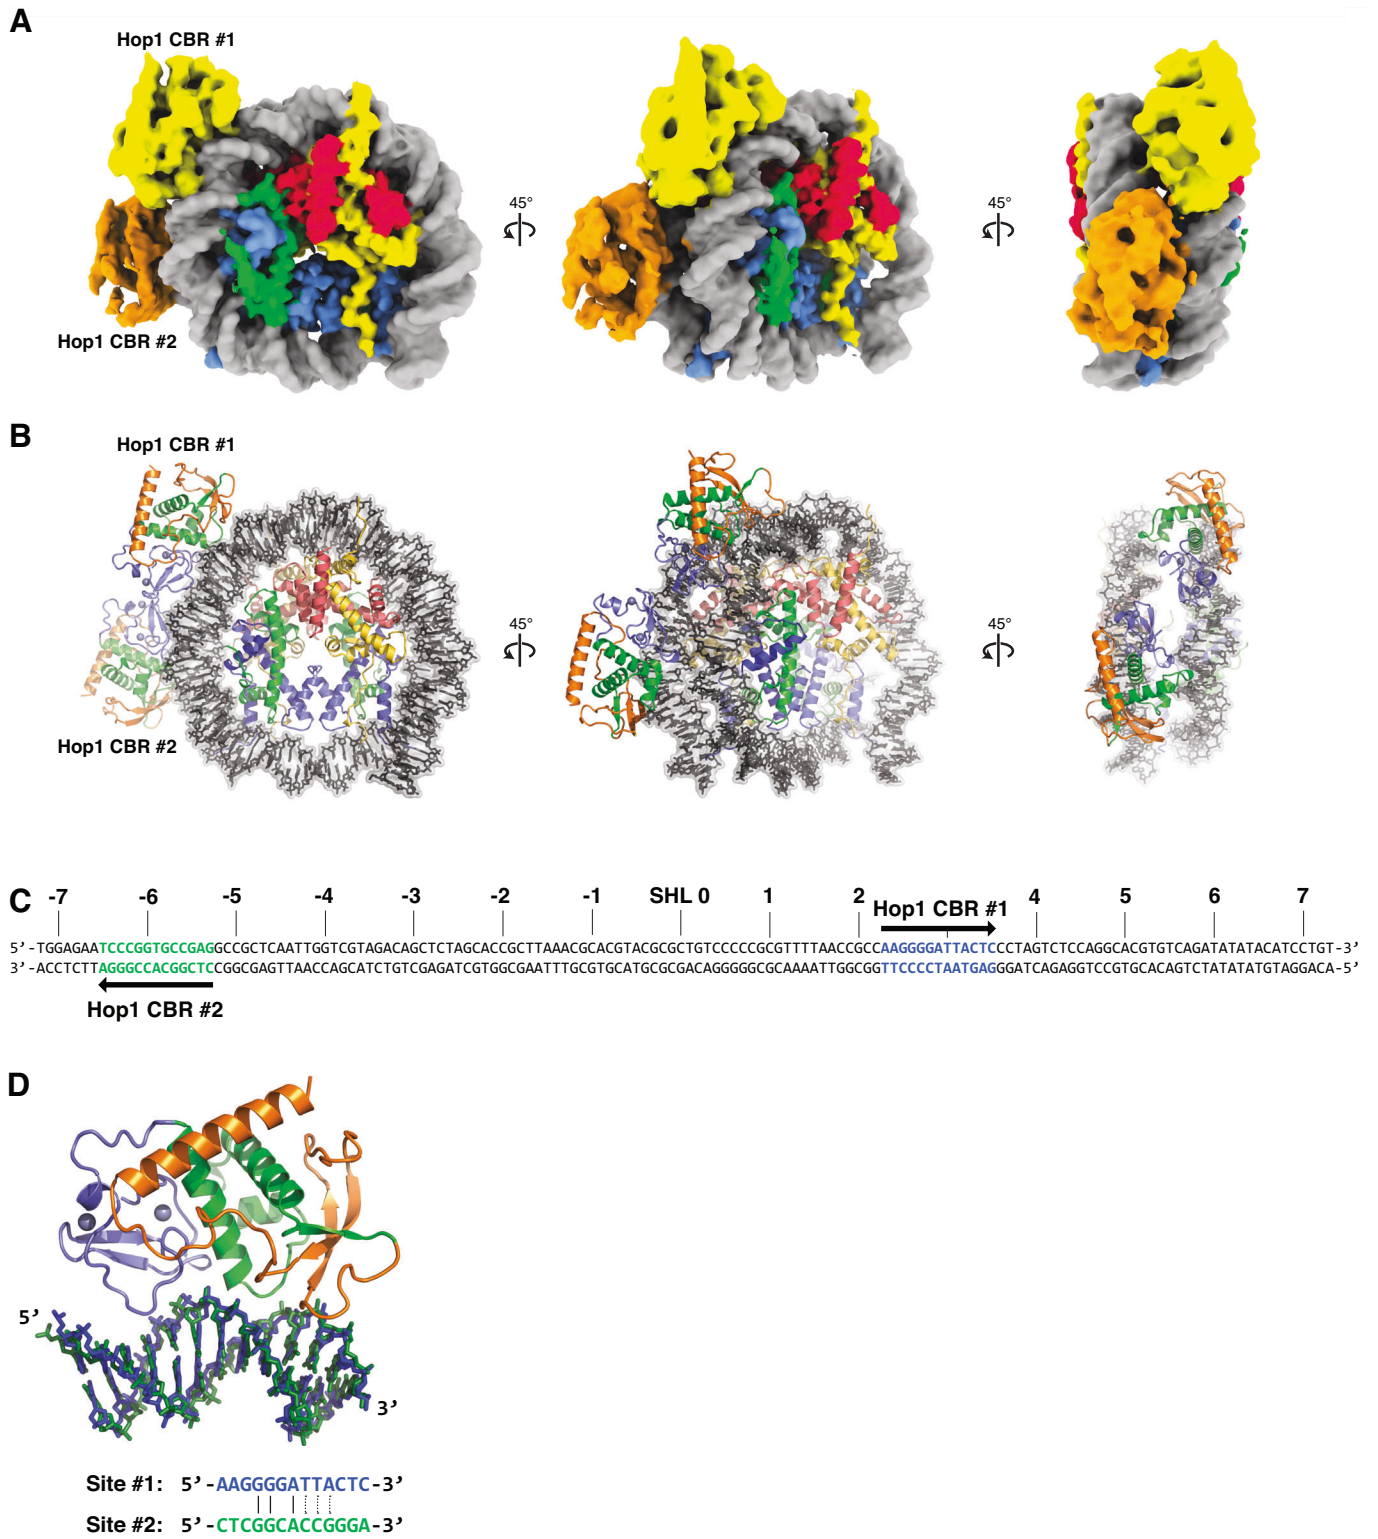 A
Hop1 CBR #1
45°
45°
Hop1 CBR #2
B
Hop1 CBR #1
45°
45°
Hop1 CBR #2
C
-7 -6 -5 -4 -3 -2 -1 SHL 0 1 2 4 5 6 7
Hop1 CBR #1
5’-TGGAGAATCCCGGTGCCGAGGCCGCTCAATTGGTCGTAGACAGCTCTAGCACCGCTTAAACGCACGTACGCGCTGTCCCCCGCGTTTTAACCGCCAAGGGGATTACTCCCTAGTCTCCAGGCACGTGTCAGATATATACATCCTGT-3’
3’-ACCTCTTAGGGCCACGGCTCCGGCGAGTTAACCAGCATCTGTCGAGATCGTGGCGAATTTGCGTGCATGCGCGACAGGGGGCGCAAAATTGGCGGTTCCCCTAATGAGGGATCAGAGGTCCGTGCACAGTCTATATATGTAGGACA-5’
Hop1 CBR #2
D
5’
3’
Site #1: 5’-AAGGGGATTACTC-3’
Site #2: 5’-CTCGGCACCGGGA-3’